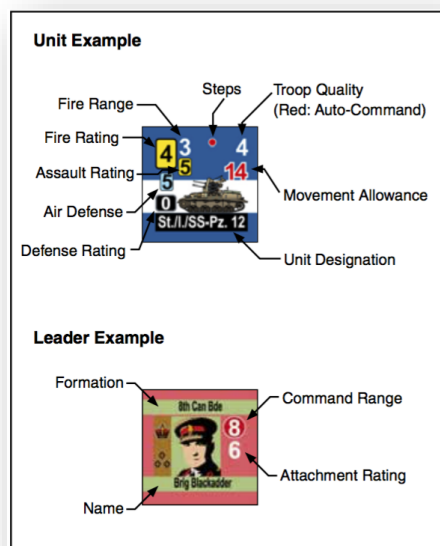 Unit Example
Steps
Troop Quality
(Red: Auto-Command)
Fire Range
Fire Rating
Assault Rating
Air Defense
Defense Rating
Movement Allowance
Unit Designation
4
3
4
5
14
5
0
St./I./SS-Pz. 12
Leader Example
Formation
8th Can Bde
Command Range
8
6
Attachment Rating
Brig Blackadder
Name